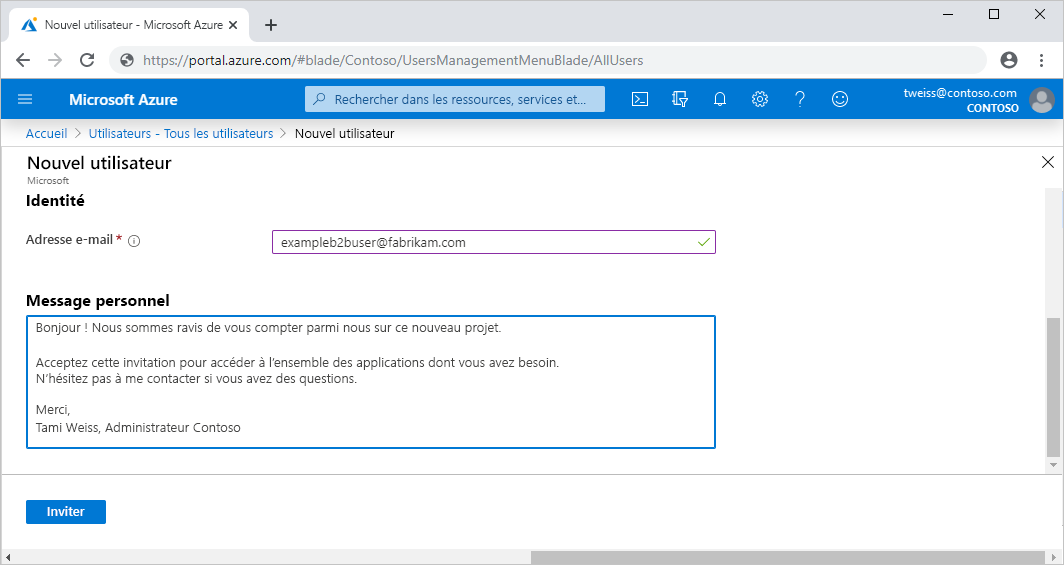 Nouvel utilisateur - Microsoft Azure
https://portal.azure.com/#blade/Contoso/UsersManagementMenuBlade/AllUsers
Microsoft Azure
Rechercher dans les ressources, services et...
tweiss@contoso.com
CONTOSO
Accueil > Utilisateurs - Tous les utilisateurs > Nouvel utilisateur
Nouvel utilisateur
Microsoft
Identité
Adresse e-mail *
exampleb2buser@fabrikam.com
Message personnel
Bonjour ! Nous sommes ravis de vous compter parmi nous sur ce nouveau projet.
Acceptez cette invitation pour accéder à l'ensemble des applications dont vous avez besoin.
N'hésitez pas à me contacter si vous avez des questions.
Merci,
Tami Weiss, Administrateur Contoso
Inviter